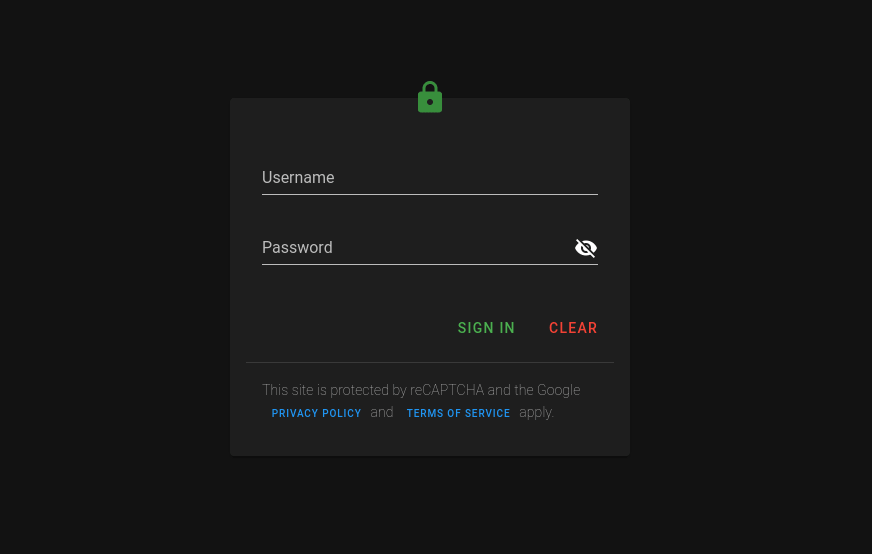 Username
Password
SIGN IN CLEAR
This site is protected by reCAPTCHA and the Google
PRIVACY POLICY and TERMS OF SERVICE apply.